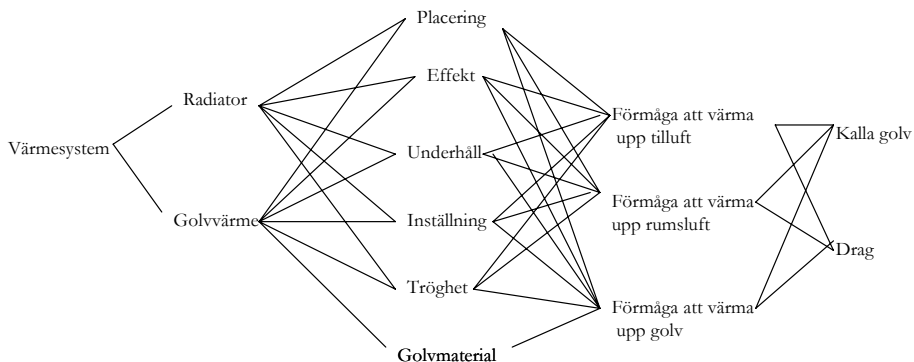 Placering
Effekt
Radiator
Förmåga att värma
upp tilluft
Kalla golv
Värmesystem
Underhåll
Förmåga att värma
upp rumsluft
Golvvärme
Inställning
Drag
Tröghet
Förmåga att värma
upp golv
Golvmaterial